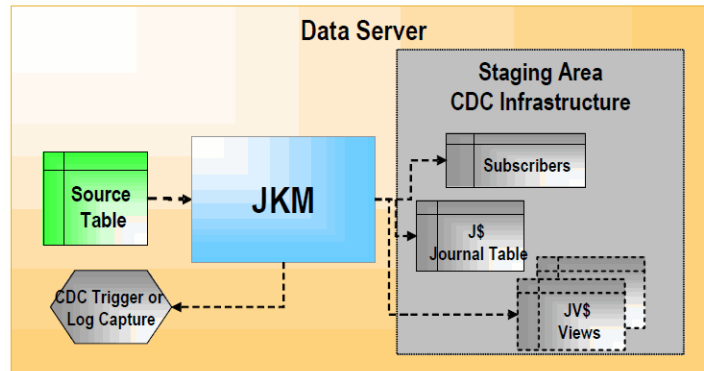 Data Server
Staging Area
CDC Infrastructure
Subscribers
Source
Table
JKM
J$
Journal Table
CDC Trigger or
Log Capture
JV$
Views